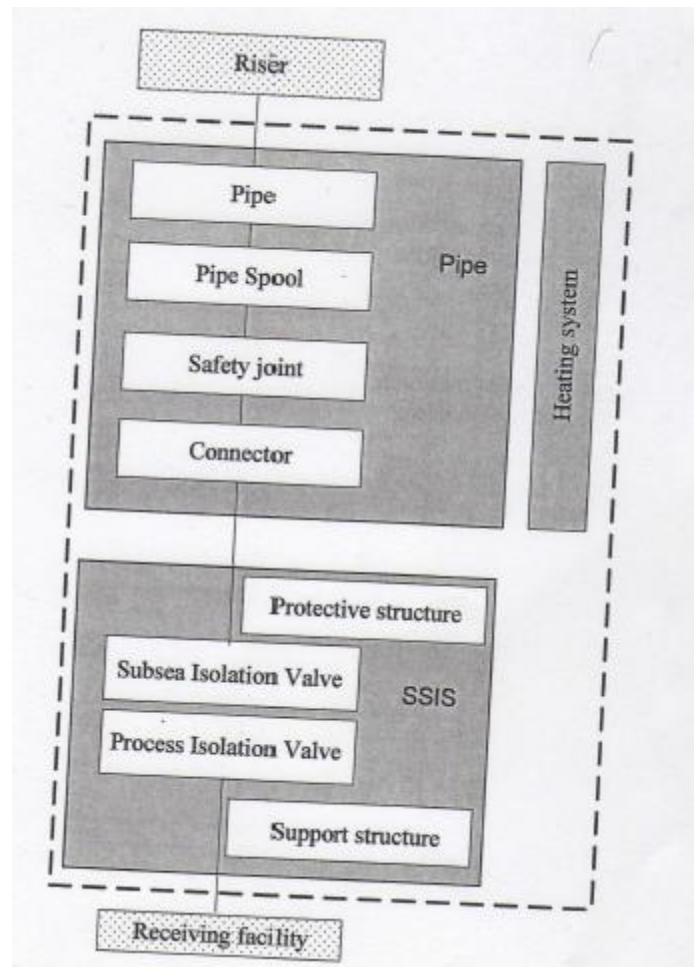 Riser
Pipe
Pipe Spool
Pipe
Safety joint
Heating system
Connector
Protective structure
Subsea Isolation Valve
SSIS
Process Isolation Valve
Support structure
Receiving facility